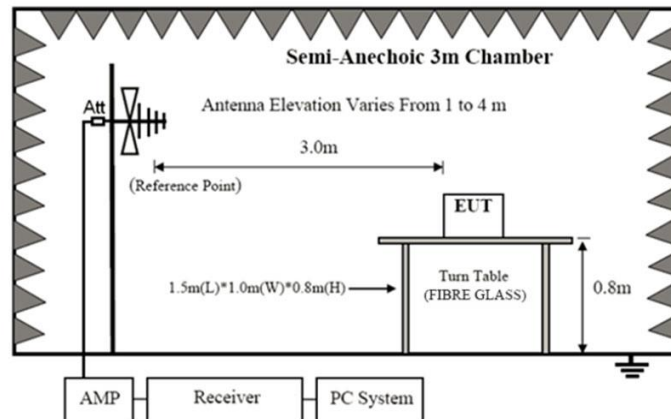 Semi-Anechoic 3m Chamber
Att
Antenna Elevation Varies From 1 to 4 m
3.0m
(Reference Point)
EUT
1.5m(L)*1.0m(W)*0.8m(H)
Turn Table
(FIBRE GLASS)
0.8m
AMP
Receiver
PC System